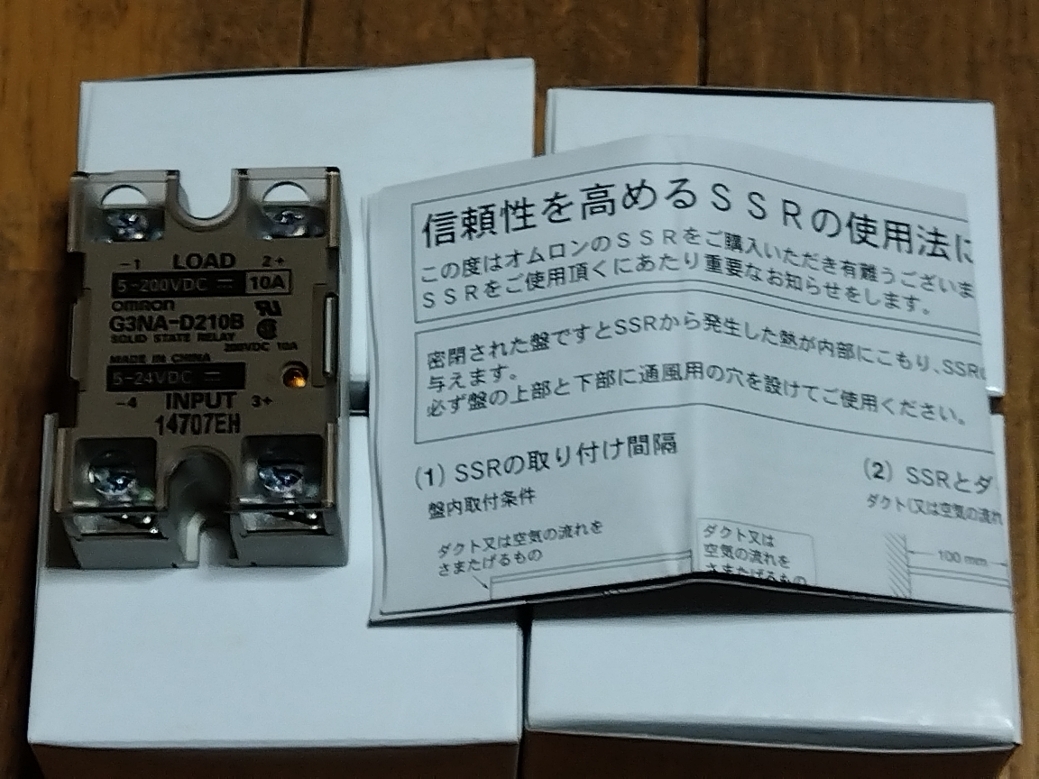 −1 LOAD 2+
5-200VDC ⎓ 10A
OMRON
G3NA-D210B
SOLID STATE RELAY
200VDC 10A
MADE IN CHINA
5-24VDC ⎓
−4 INPUT 3+
14707EH
信頼性を高めるSSRの使用法に
この度はオムロンのSSRをご購入いただき有難うございま
SSRをご使用頂くにあたり重要なお知らせをします。
密閉された盤ですとSSRから発生した熱が内部にこもり、SSR
与えます。
必ず盤の上部と下部に通風用の穴を設けてご使用ください。
(1) SSRの取り付け間隔
盤内取付条件
ダクト又は空気の流れを
さまたげるもの
ダクト又は
空気の流れを
さまたげるもの
(2) SSRとダ
ダクト(又は空気の流れ
100 mm